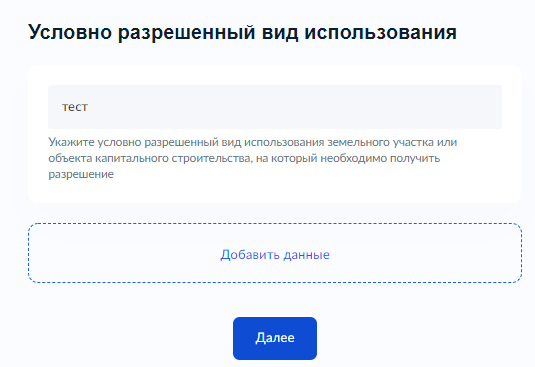 Условно разрешенный вид использования
тест
Укажите условно разрешенный вид использования земельного участка или
объекта капитального строительства, на который необходимо получить
разрешение
Добавить данные
Далее